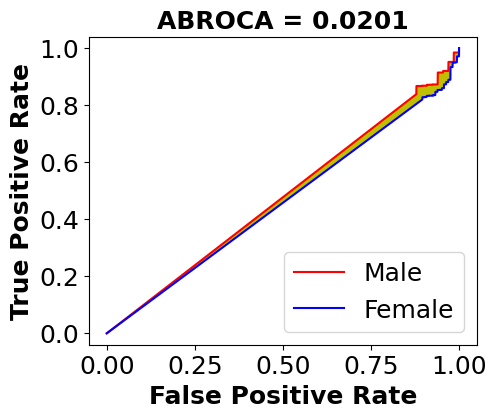 ABROCA = 0.0201
True Positive Rate
1.0
0.8
0.6
0.4
0.2
0.0
Male
Female
0.00 0.25 0.50 0.75 1.00
False Positive Rate